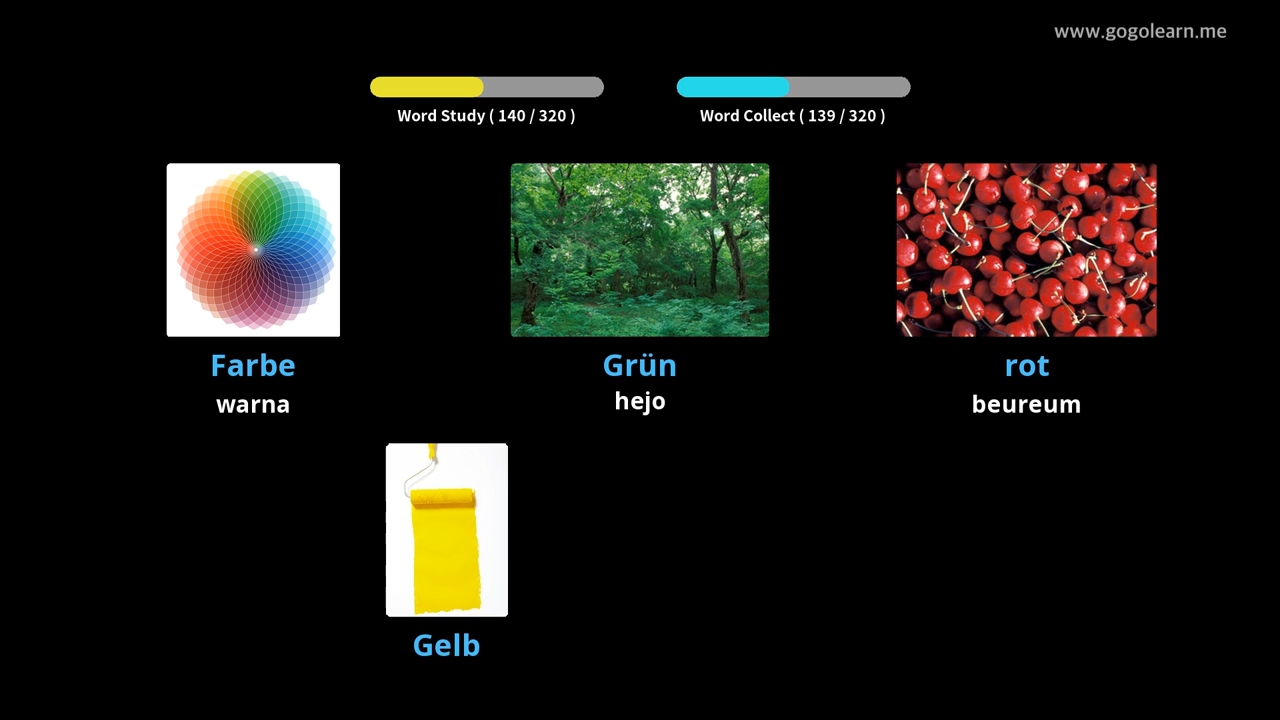 www.gogolearn.me
Word Study ( 140 / 320 )
Word Collect ( 139 / 320 )
Farbe
warna
Grün
hejo
rot
beureum
Gelb